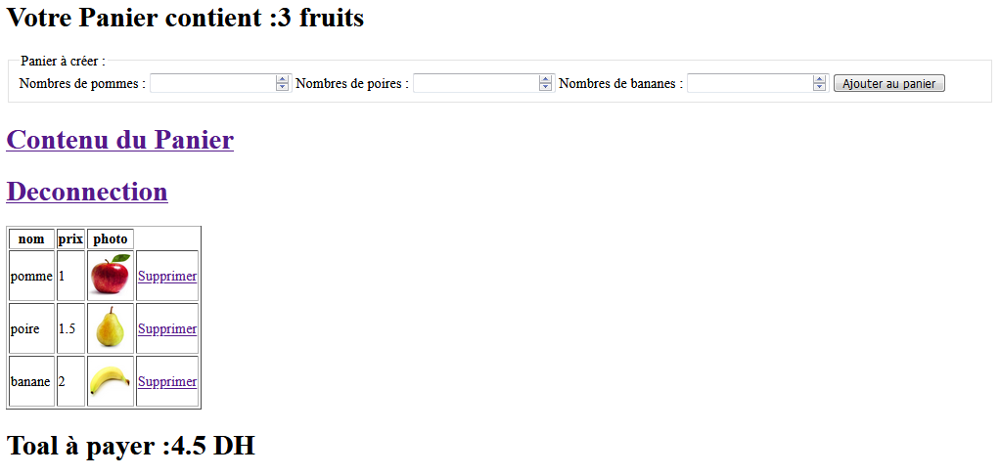 Votre Panier contient :3 fruits
Panier à créer :
Nombres de pommes : Nombres de poires : Nombres de bananes : Ajouter au panier
Contenu du Panier
Deconnection
nom prix photo
pomme 1 Supprimer
poire 1.5 Supprimer
banane 2 Supprimer
Toal à payer :4.5 DH